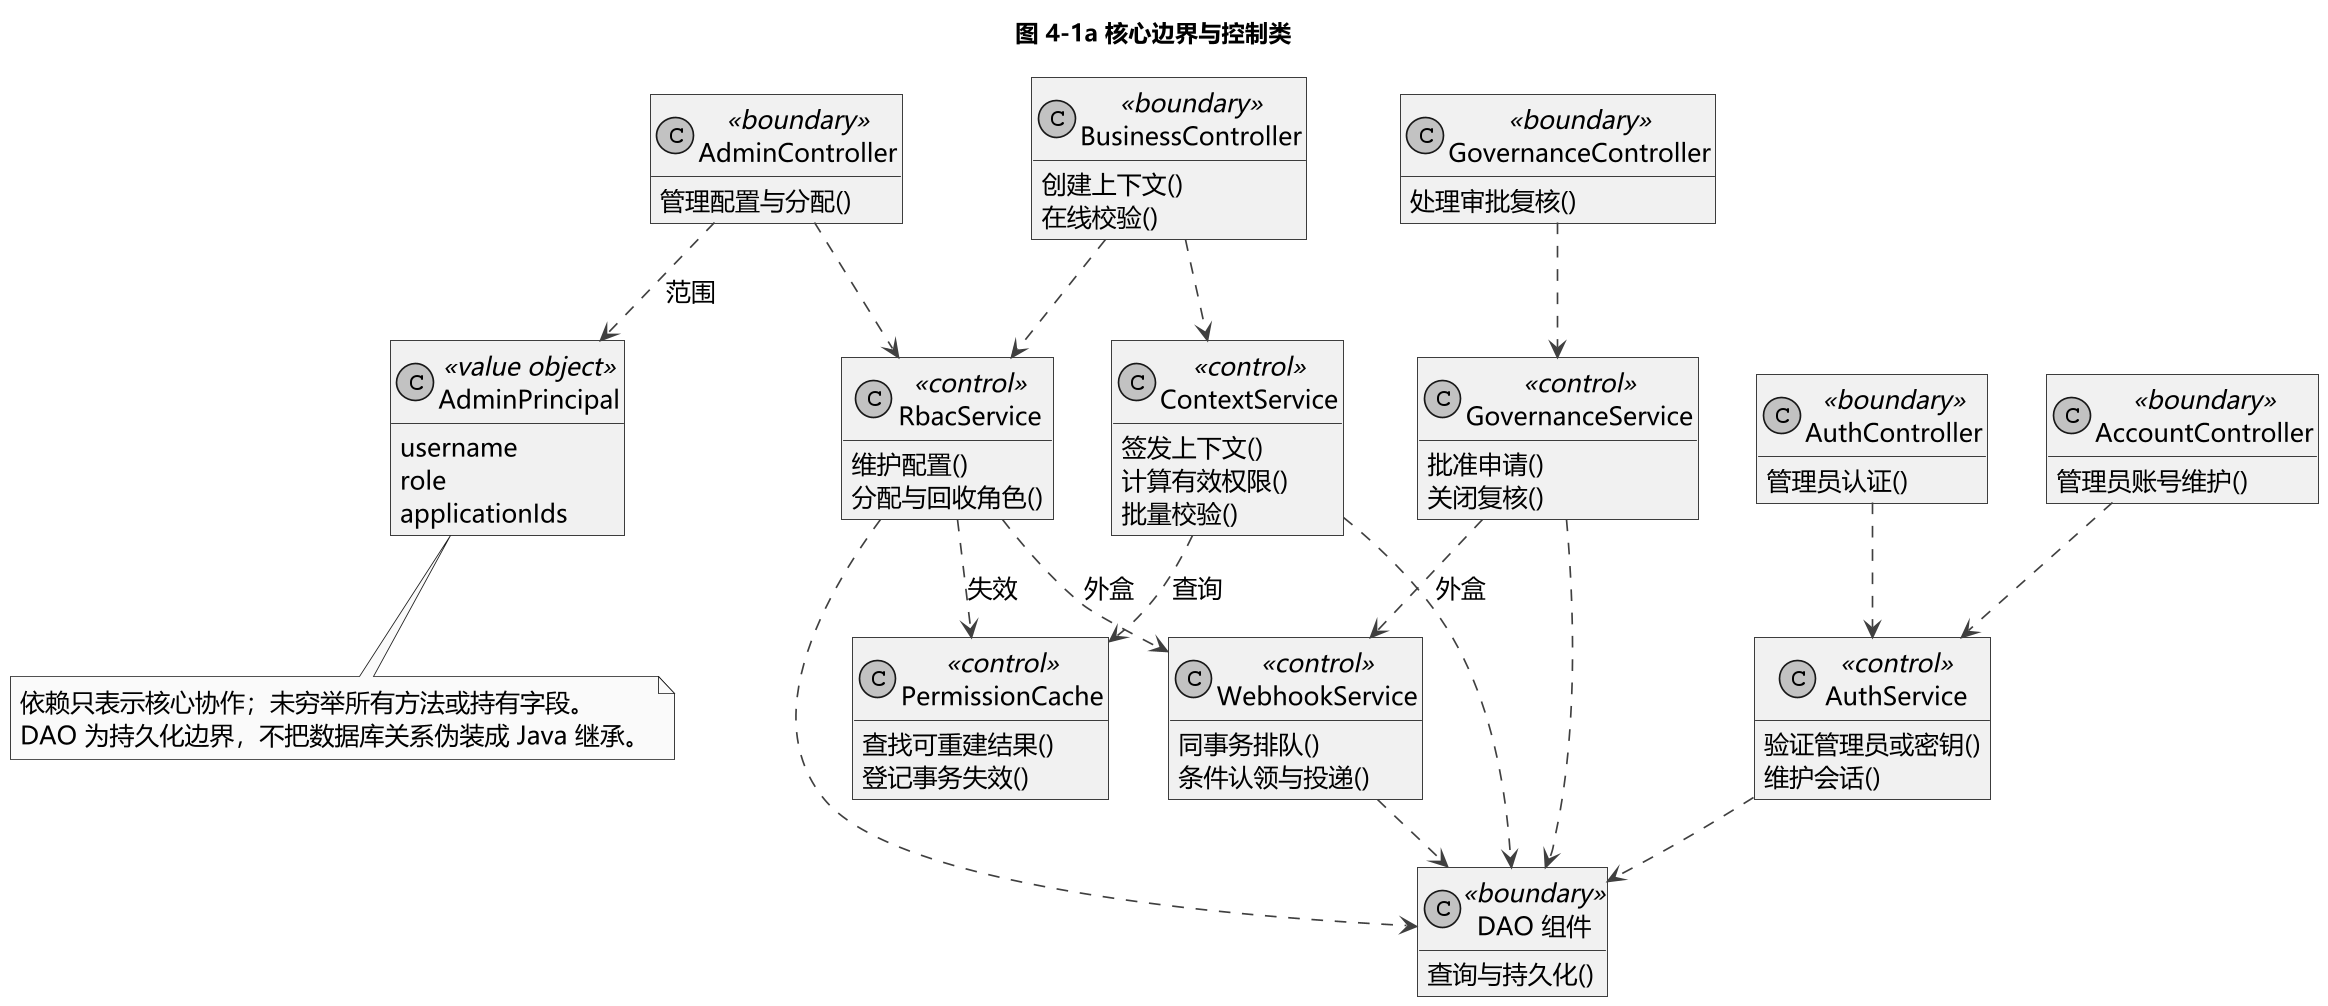 图 4-1a 核心边界与控制类
C
«boundary»
AdminController
管理配置与分配()
C
«boundary»
BusinessController
创建上下文()
在线校验()
C
«boundary»
GovernanceController
处理审批复核()
范围
C
«value object»
AdminPrincipal
username
role
applicationIds
C
«control»
RbacService
维护配置()
分配与回收角色()
C
«control»
ContextService
签发上下文()
计算有效权限()
批量校验()
C
«control»
GovernanceService
批准申请()
关闭复核()
C
«boundary»
AuthController
管理员认证()
C
«boundary»
AccountController
管理员账号维护()
失效
外盒
查询
外盒
依赖只表示核心协作；未穷举所有方法或持有字段。
DAO 为持久化边界，不把数据库关系伪装成 Java 继承。
C
«control»
PermissionCache
查找可重建结果()
登记事务失效()
C
«control»
WebhookService
同事务排队()
条件认领与投递()
C
«control»
AuthService
验证管理员或密钥()
维护会话()
C
«boundary»
DAO 组件
查询与持久化()